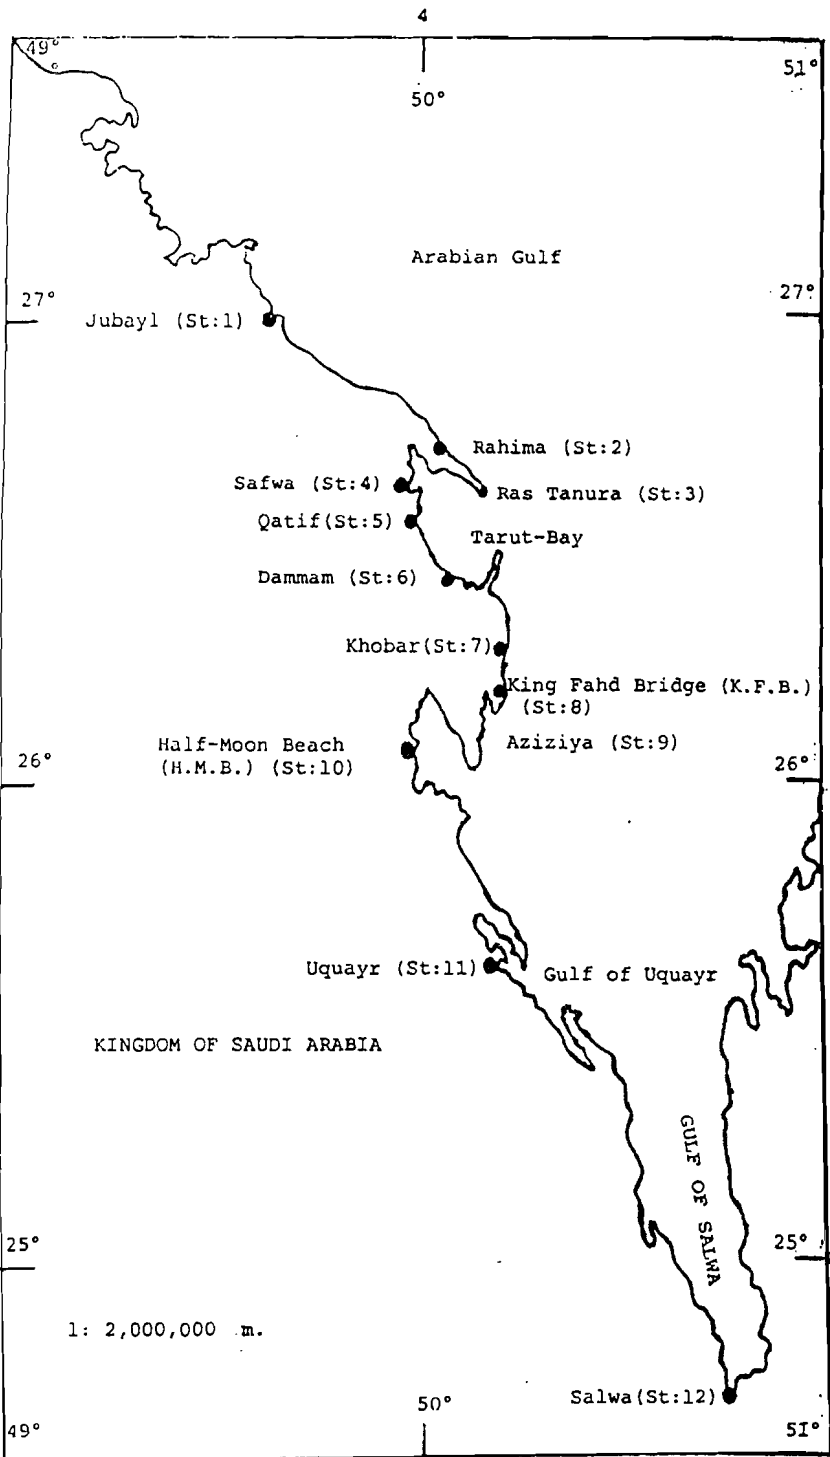 4
49°
50°
51°
Arabian Gulf
27°
27°
Jubayl (St:1)
Rahima (St:2)
Safwa (St:4)
Ras Tanura (St:3)
Qatif(St:5)
Tarut-Bay
Dammam (St:6)
Khobar(St:7)
King Fahd Bridge (K.F.B.)
(St:8)
Half-Moon Beach
(H.M.B.) (St:10)
Aziziya (St:9)
26°
26°
Uquayr (St:11)
Gulf of Uquayr
KINGDOM OF SAUDI ARABIA
GULF OF SALWA
25°
25°
1: 2,000,000 m.
Salwa(St:12)
49°
50°
51°